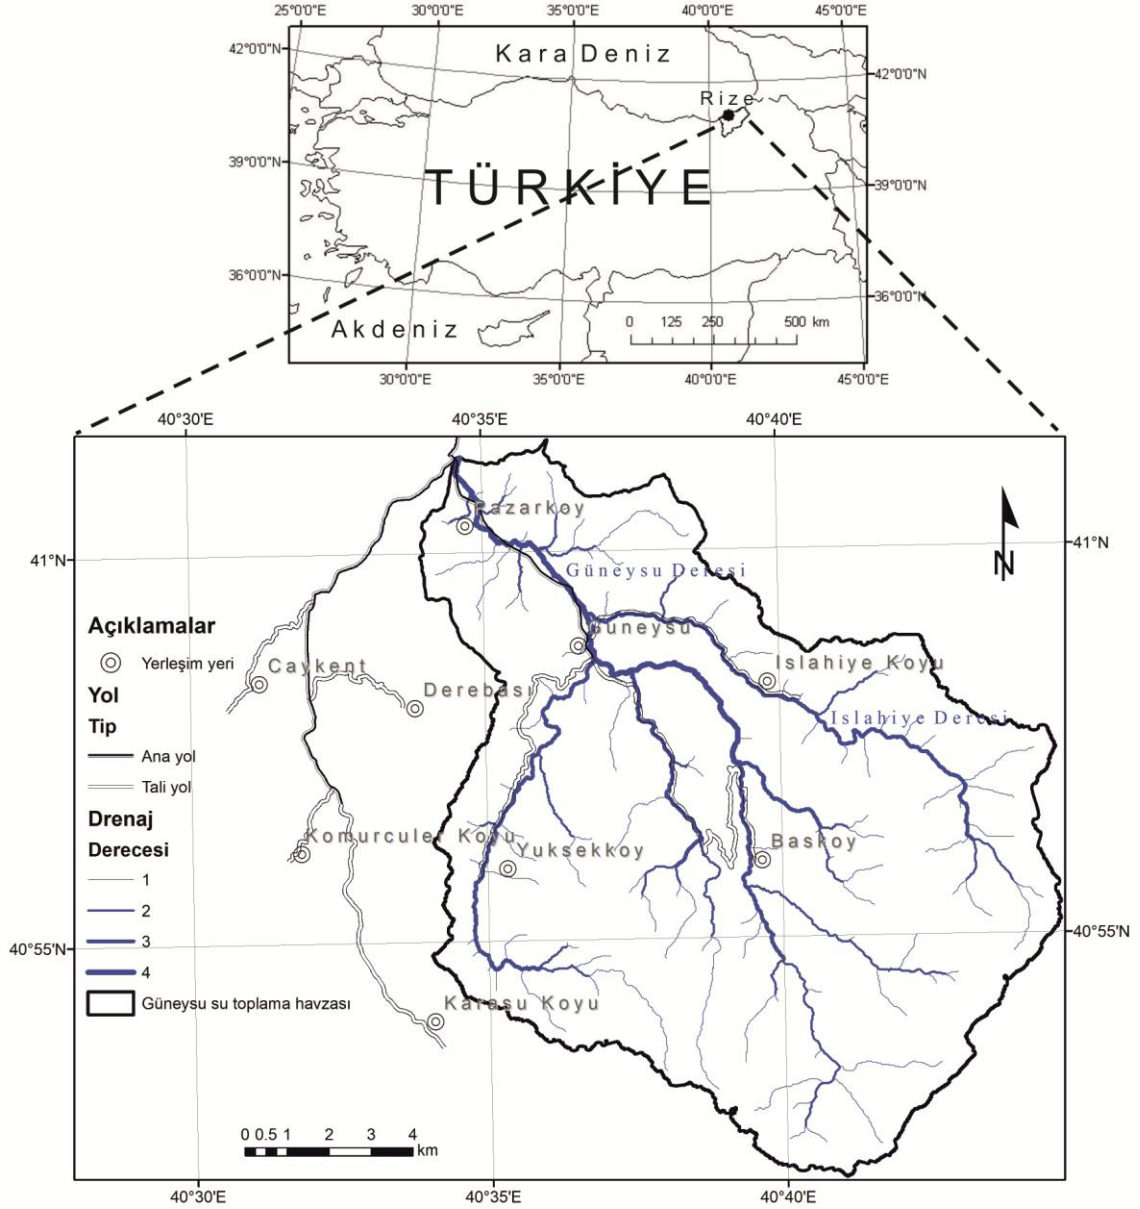 25°0'0"E 30°0'0"E 35°0'0"E 40°0'0"E 45°0'0"E
42°0'0"N
Kara Deniz
42°0'0"N
Rize
39°0'0"N
TÜRKİYE
39°0'0"N
36°0'0"N
36°0'0"N
Akdeniz
0 125 250 500 km
30°0'0"E 35°0'0"E 40°0'0"E 45°0'0"E
40°30'E 40°35'E 40°40'E
Pazarkoy
41°N
41°N
N
Güneysu Deresi
Açıklamalar
Güneysu
Yerleşim yeri
Caykent
Islahiye Koyu
Derebası
Yol
Islahiye Deresi
Tip
Ana yol
Tali yol
Drenaj
Komurculer Koyu
Yuksekkoy
Baskoy
Derecesi
1
2
3
40°55'N
40°55'N
4
Güneysu su toplama havzası
Karasu Koyu
0 0.5 1 2 3 4
km
40°30'E 40°35'E 40°40'E